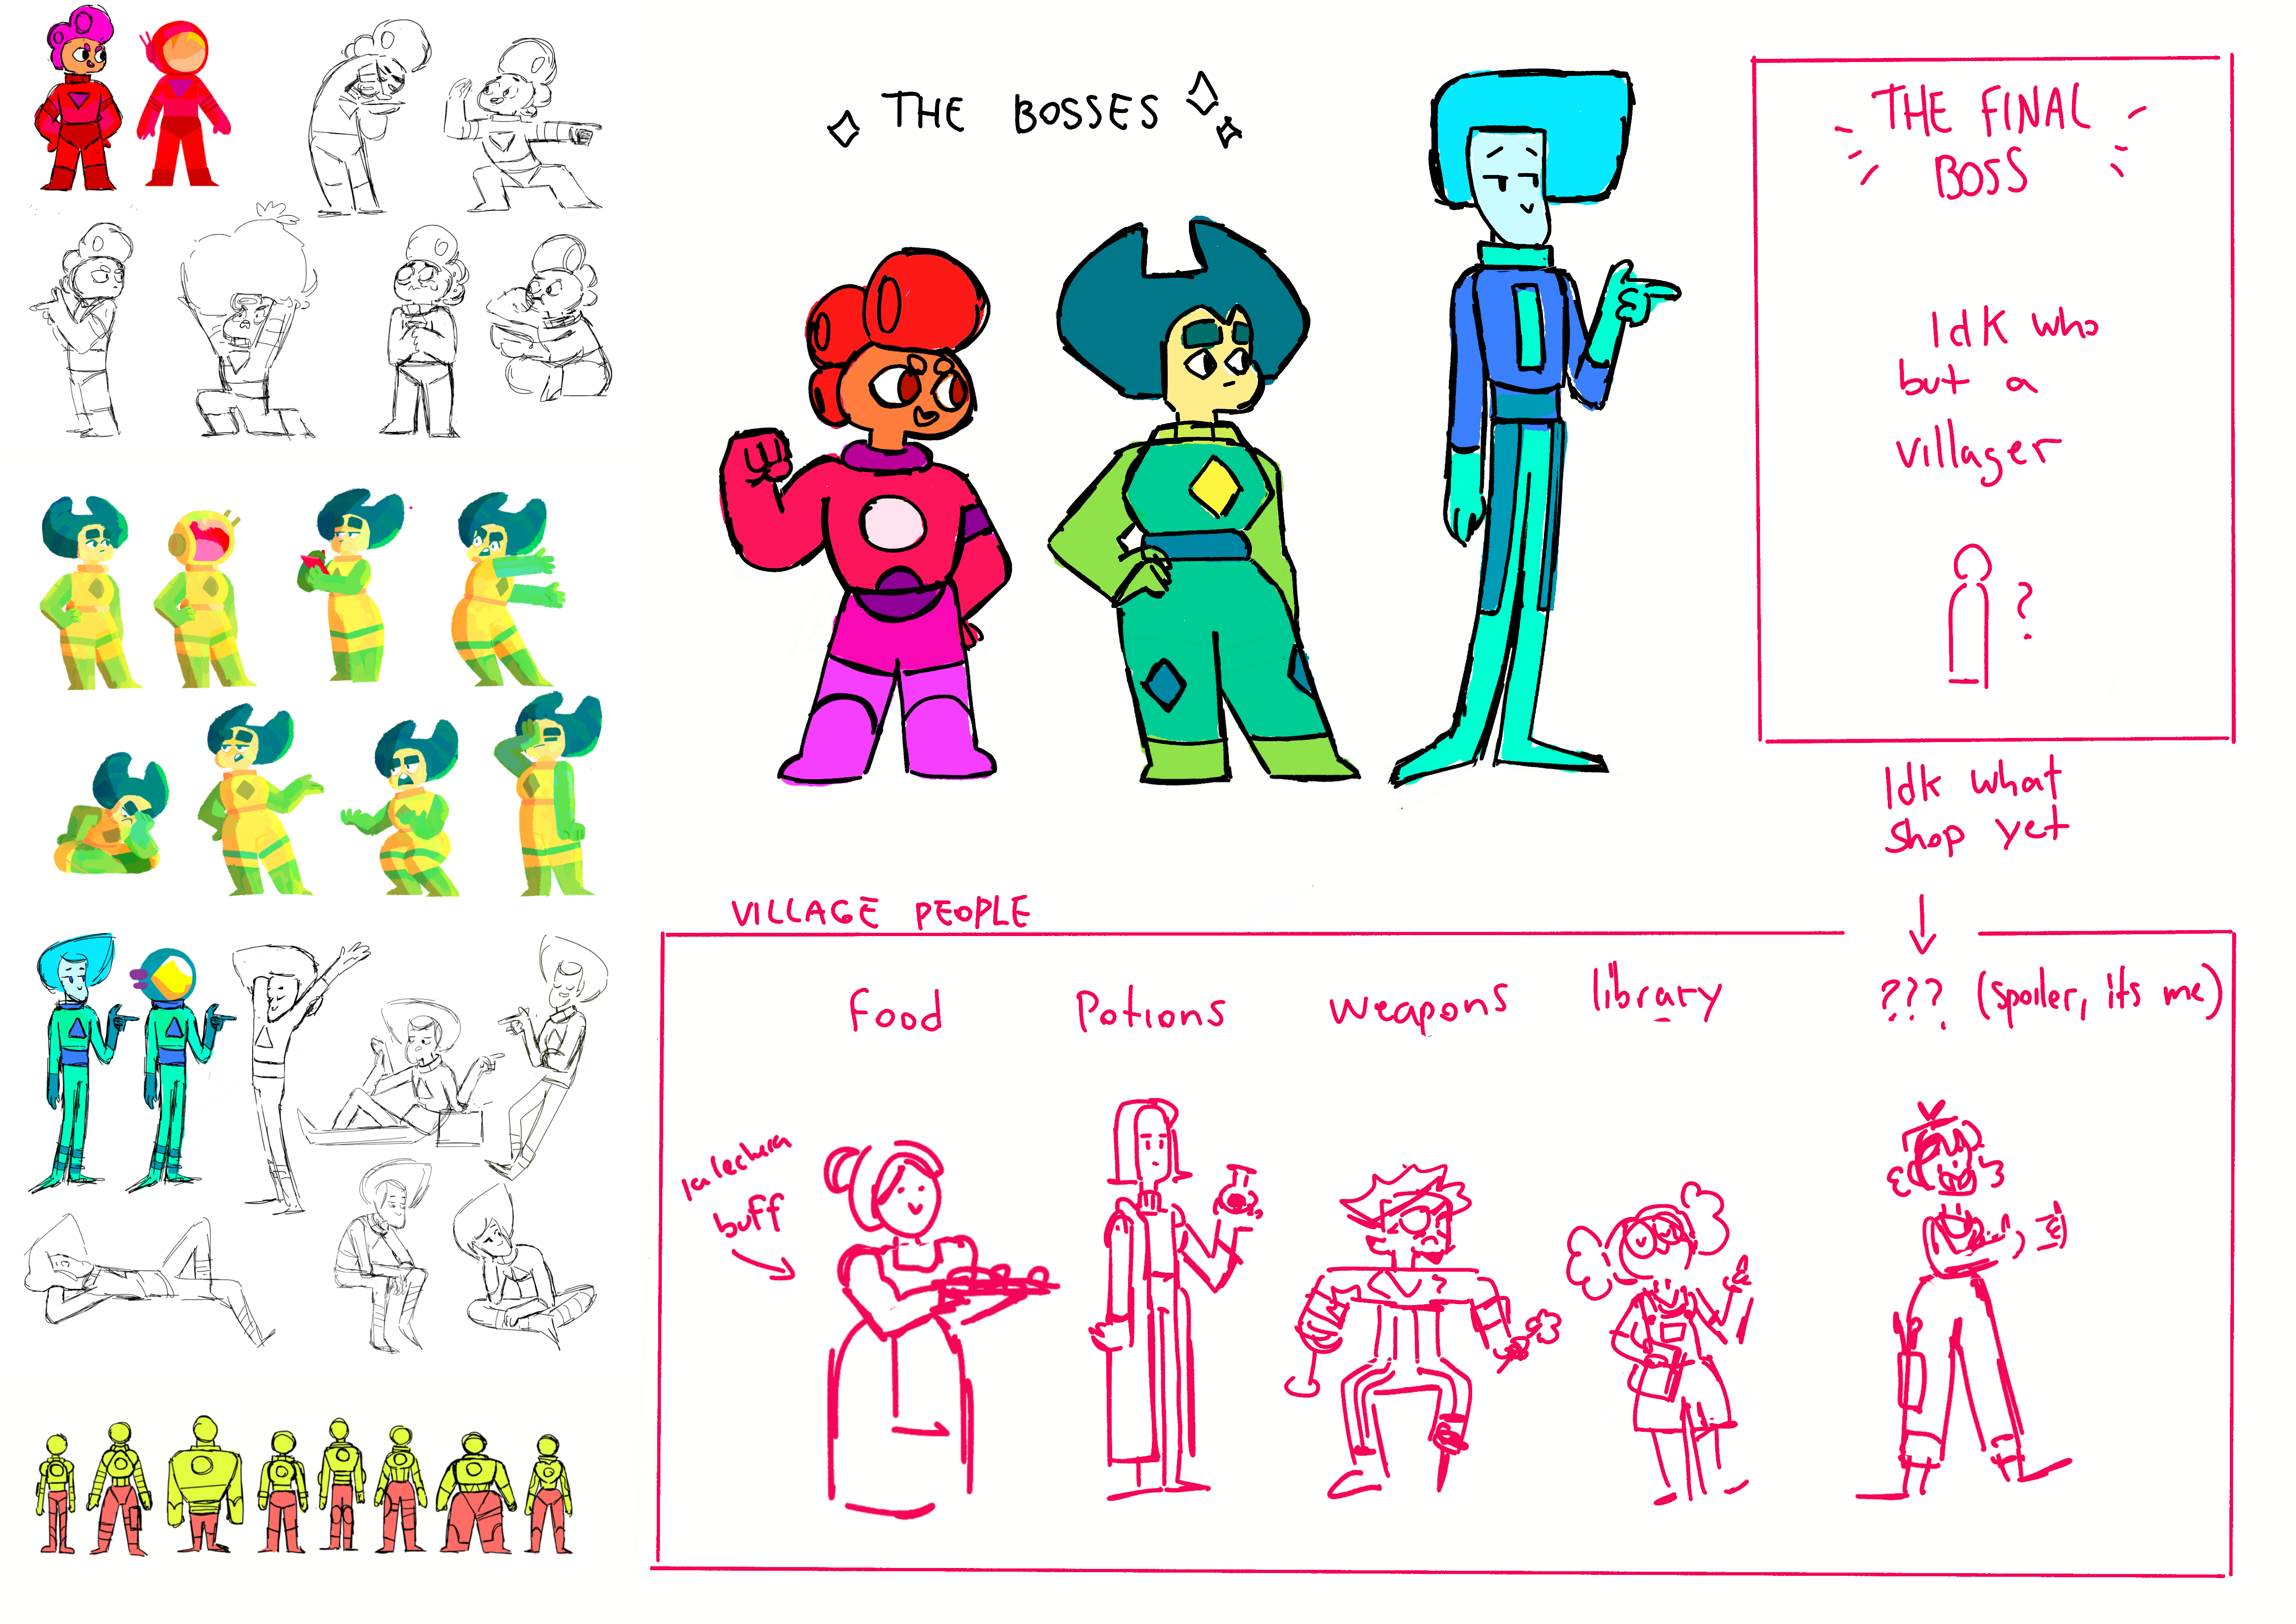 THE BOSSES
THE FINAL
BOSS
Idk who
but a
villager
?
Idk what
shop yet
VILLAGE PEOPLE
food
Potions
weapons
library
??? (spoiler, its me)
la lechera
buff